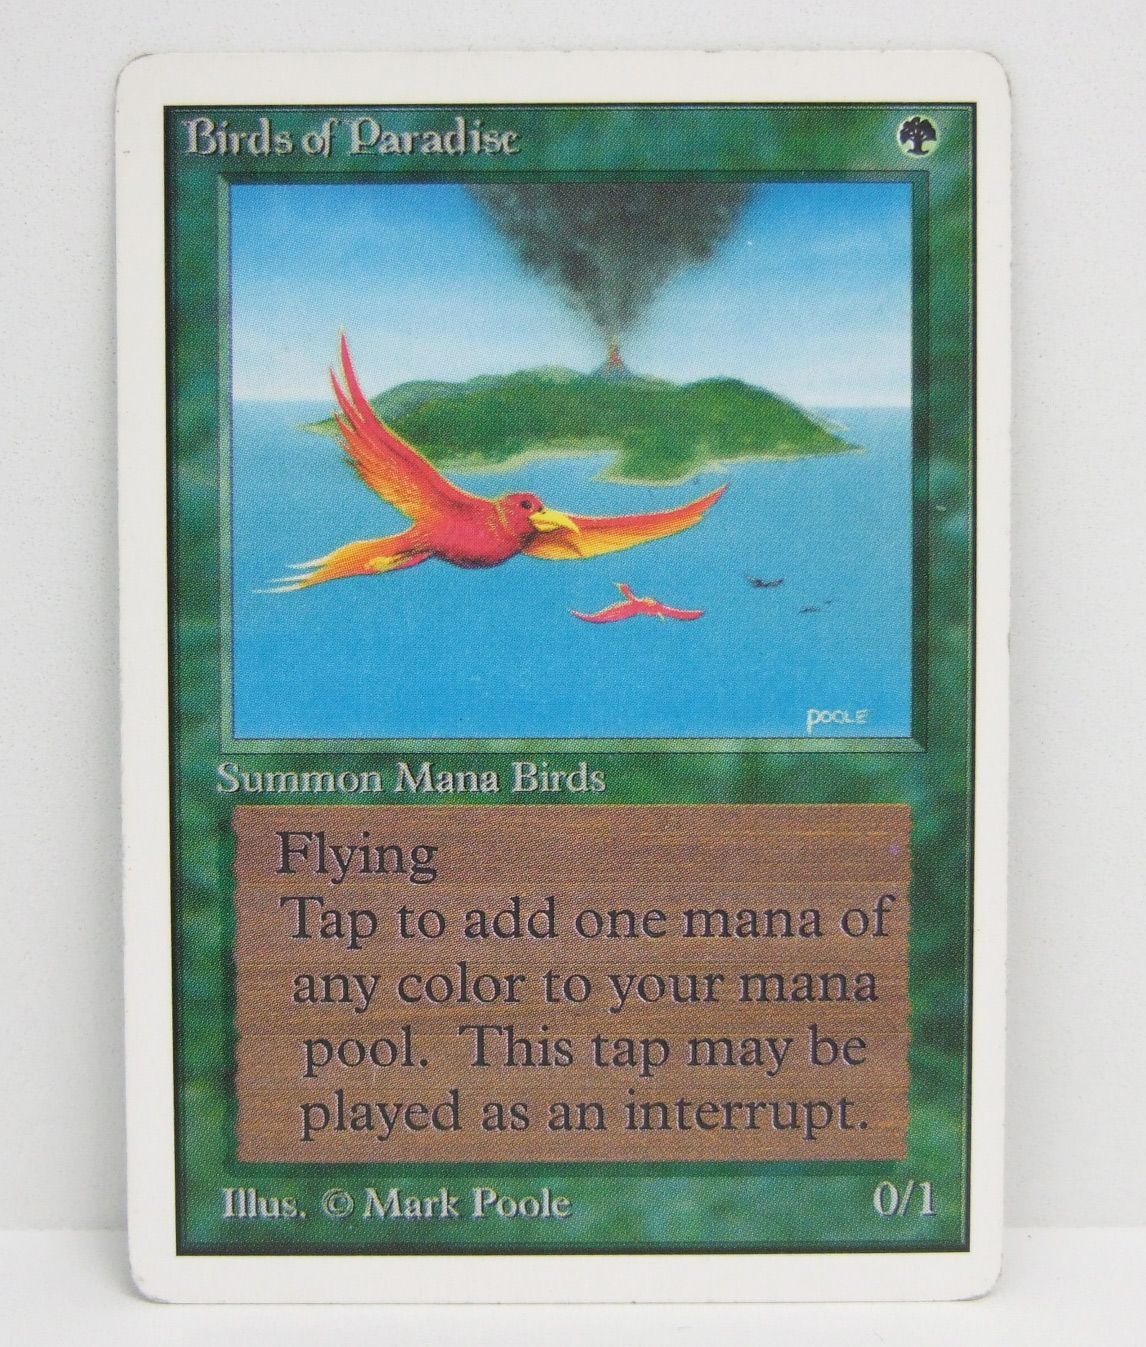 Birds of Paradise
POOLE
Summon Mana Birds
Flying
Tap to add one mana of
any color to your mana
pool. This tap may be
played as an interrupt.
Illus. © Mark Poole
0/1